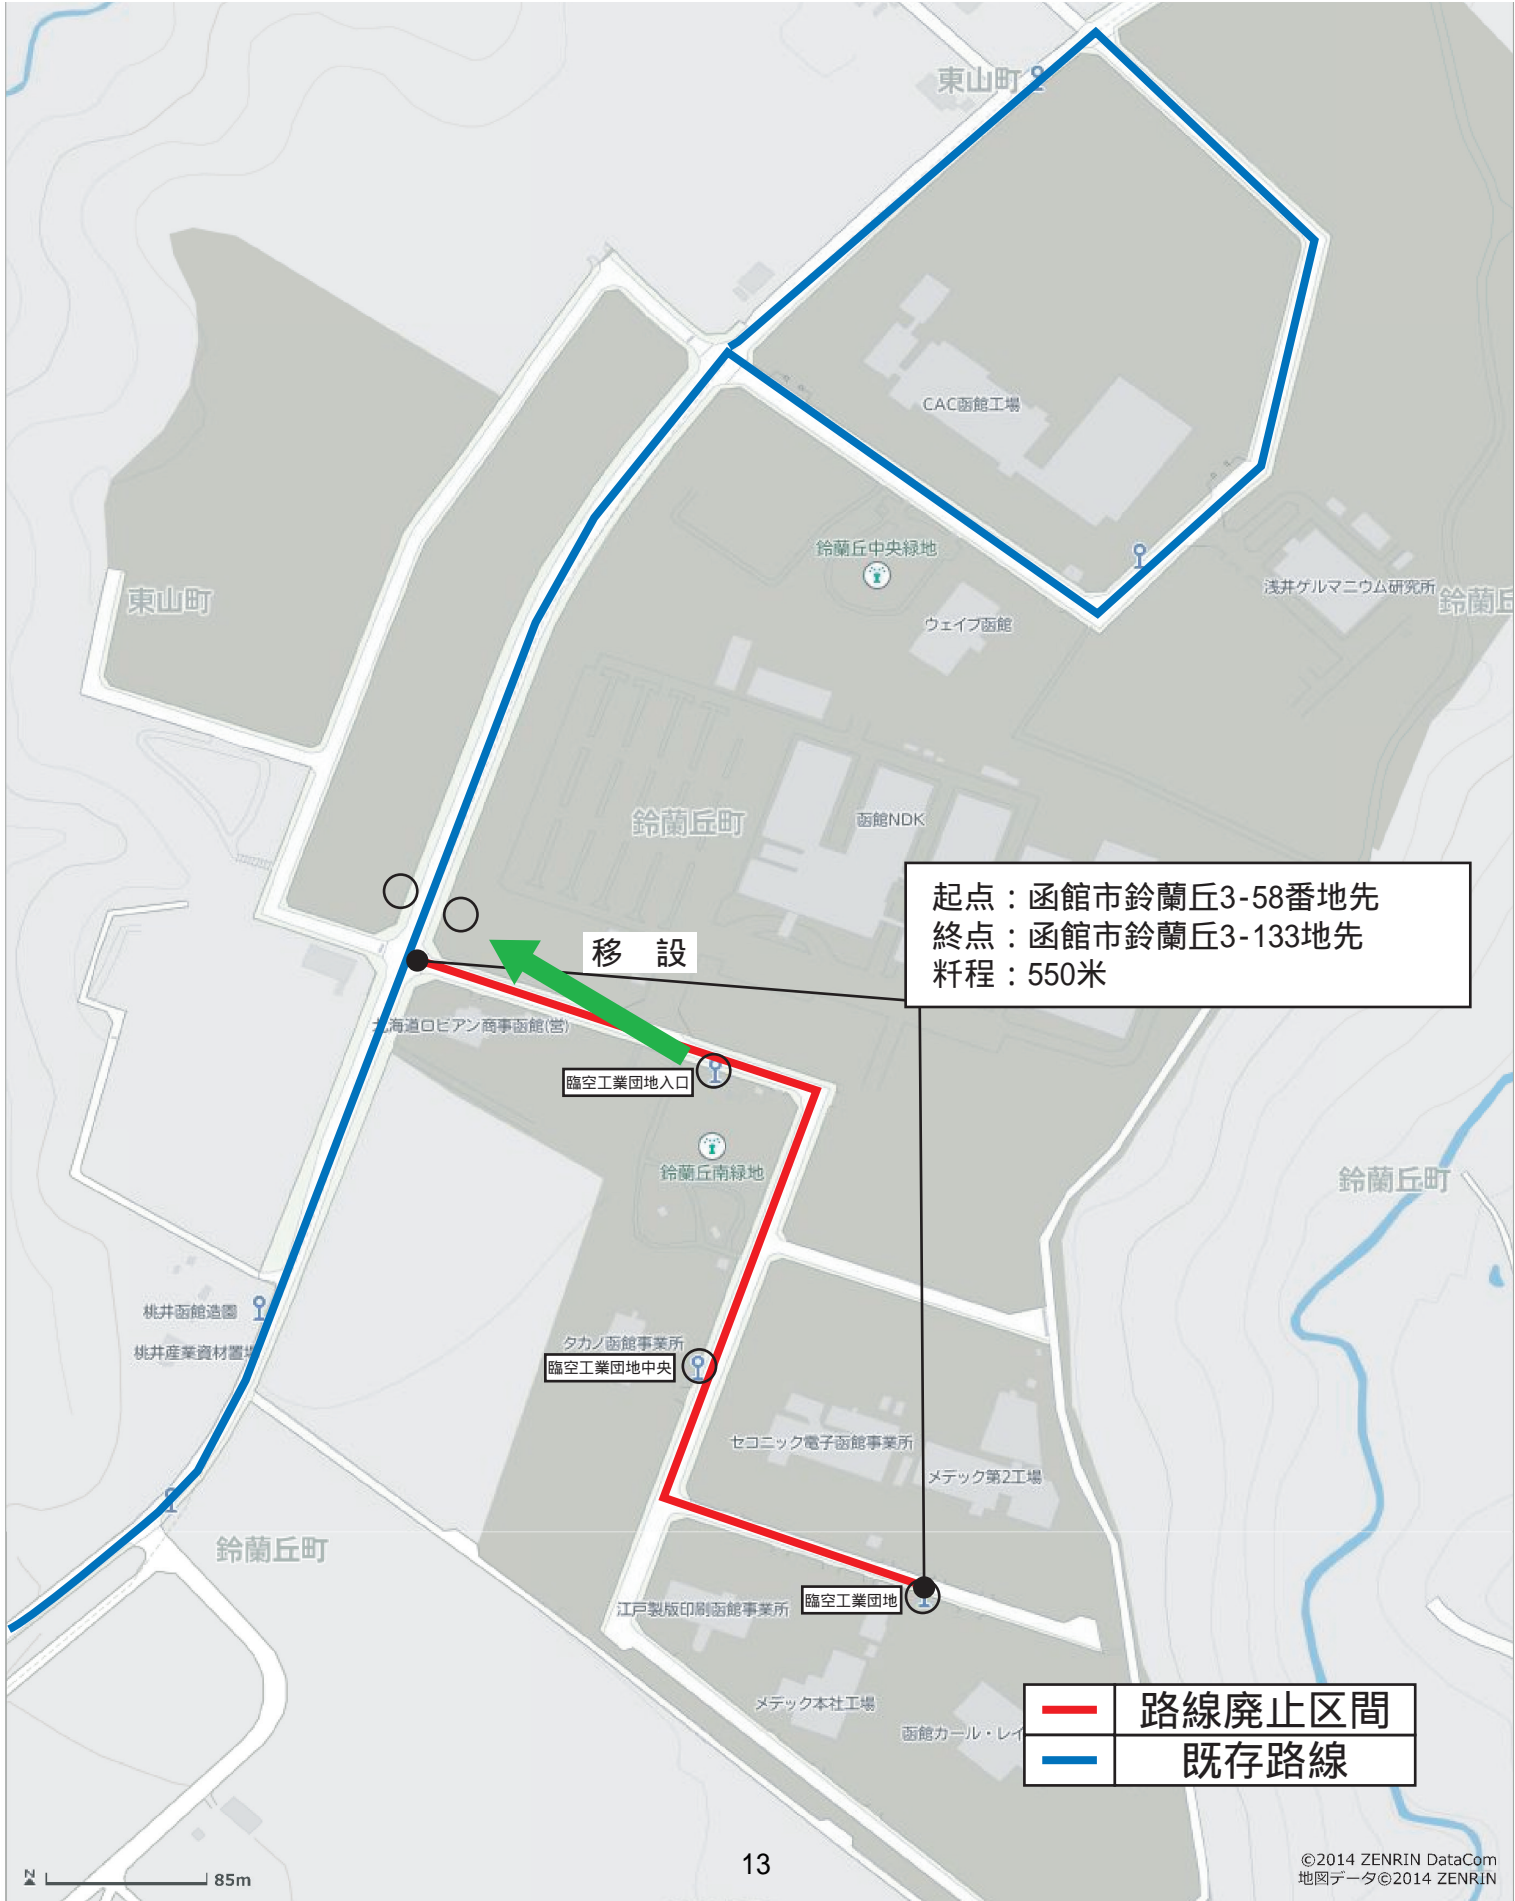 東山町
CAC函館工場
鈴蘭丘中央緑地
浅井ゲルマニウム研究所
鈴蘭丘
東山町
ウェイブ函館
鈴蘭丘町
函館NDK
起点：函館市鈴蘭丘3-58番地先
終点：函館市鈴蘭丘3-133地先
粁程：550米
移 設
北海道ロビアン商事函館(営)
臨空工業団地入口
鈴蘭丘南緑地
鈴蘭丘町
桃井函館造園
桃井産業資材置場
タカノ函館事業所
臨空工業団地中央
セコニック電子函館事業所
メデック第2工場
鈴蘭丘町
臨空工業団地
江戸製版印刷函館事業所
メデック本社工場
函館カール・レイ
路線廃止区間
既存路線
13
N
85m
©2014 ZENRIN DataCom
地図データ©2014 ZENRIN